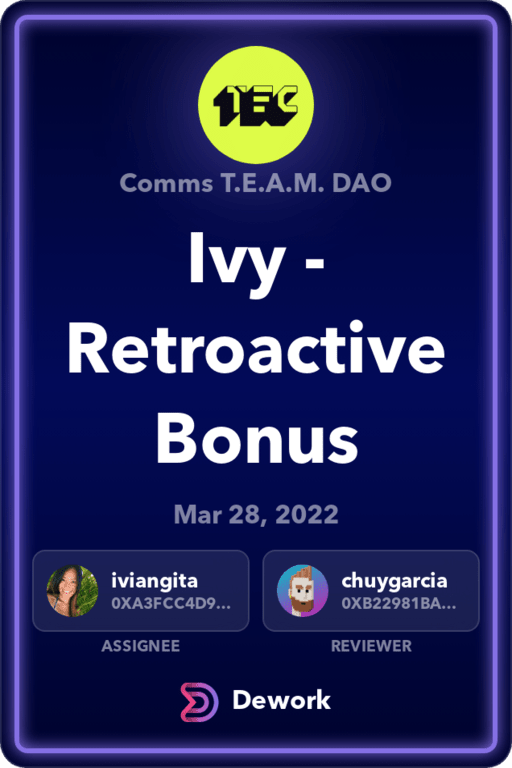 TEC
Comms T.E.A.M. DAO
Ivy -
Retroactive
Bonus
Mar 28, 2022
iviangita
0XA3FCC4D9...
chuygarcia
0XB22981BA...
ASSIGNEE
REVIEWER
Dework